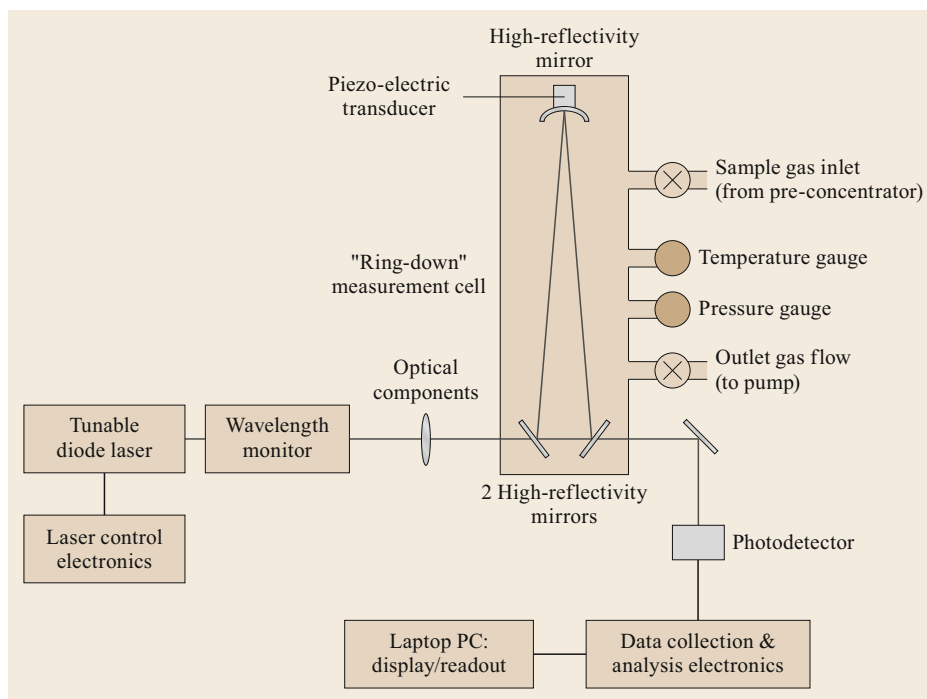 High-reflectivity
mirror
Piezo-electric
transducer
Sample gas inlet
(from pre-concentrator)
"Ring-down"
measurement cell
Temperature gauge
Pressure gauge
Outlet gas flow
(to pump)
Optical
components
Tunable
diode laser
Wavelength
monitor
2 High-reflectivity
mirrors
Laser control
electronics
Photodetector
Laptop PC:
display/readout
Data collection &
analysis electronics